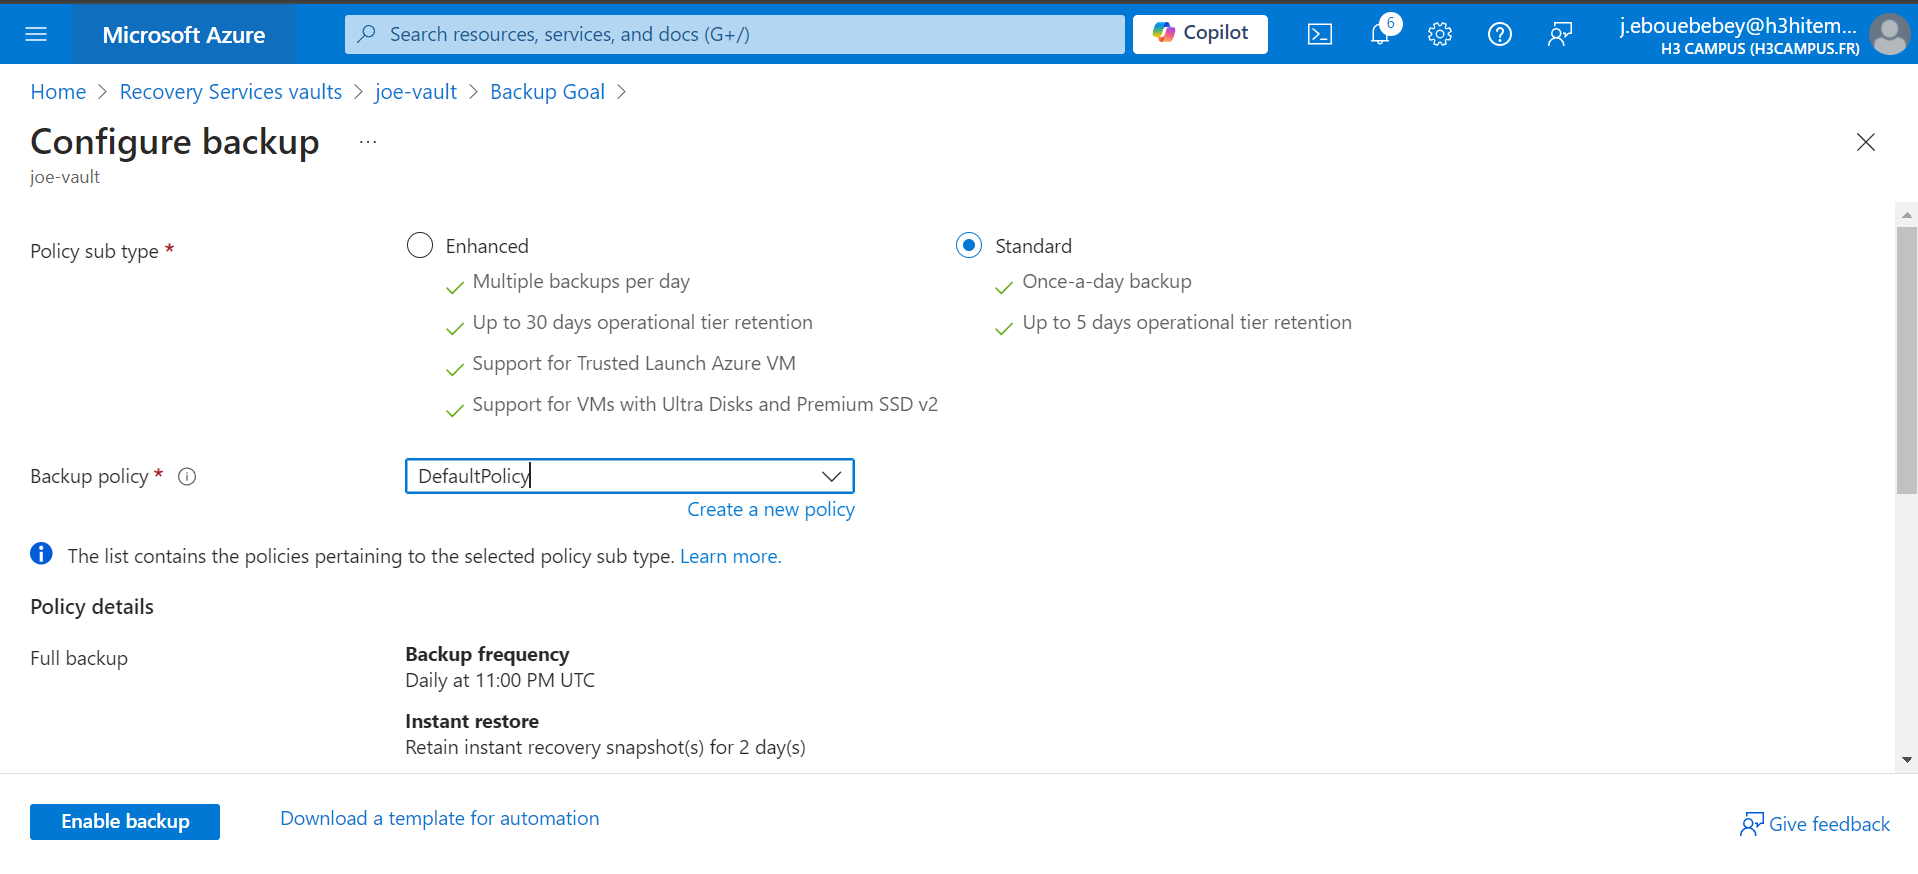 Microsoft Azure
Search resources, services, and docs (G+/)
Copilot
6
j.ebouebebey@h3hitem...
H3 CAMPUS (H3CAMPUS.FR)
Home > Recovery Services vaults > joe-vault > Backup Goal >
Configure backup ...
joe-vault
Policy sub type *
Enhanced
Multiple backups per day
Up to 30 days operational tier retention
Support for Trusted Launch Azure VM
Support for VMs with Ultra Disks and Premium SSD v2
Standard
Once-a-day backup
Up to 5 days operational tier retention
Backup policy *
DefaultPolicy
Create a new policy
The list contains the policies pertaining to the selected policy sub type. Learn more.
Policy details
Full backup
Backup frequency
Daily at 11:00 PM UTC
Instant restore
Retain instant recovery snapshot(s) for 2 day(s)
Enable backup
Download a template for automation
Give feedback